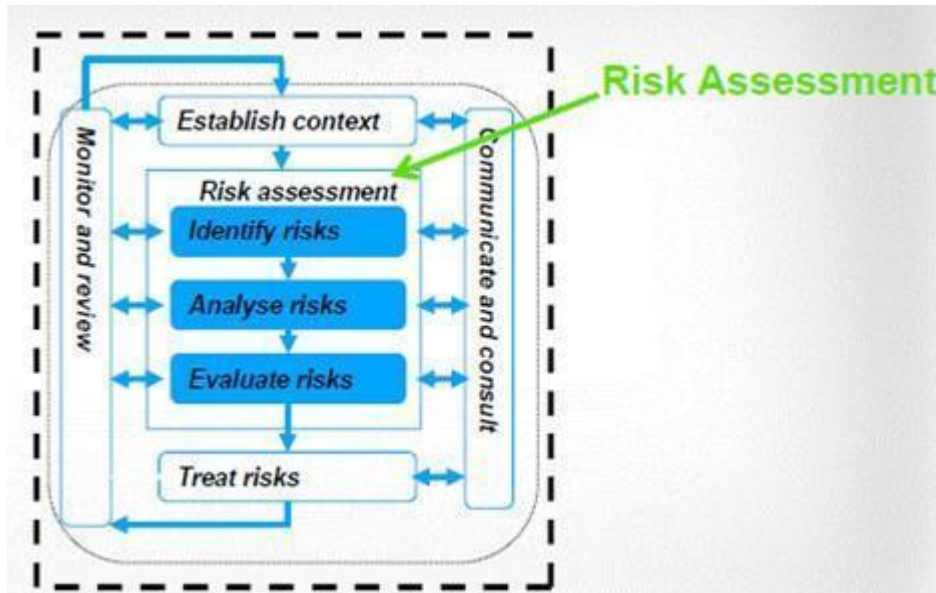 Risk Assessment
Establish context
Monitor and review
Risk assessment
Identify risks
Analyse risks
Evaluate risks
Treat risks
Communicate and consult